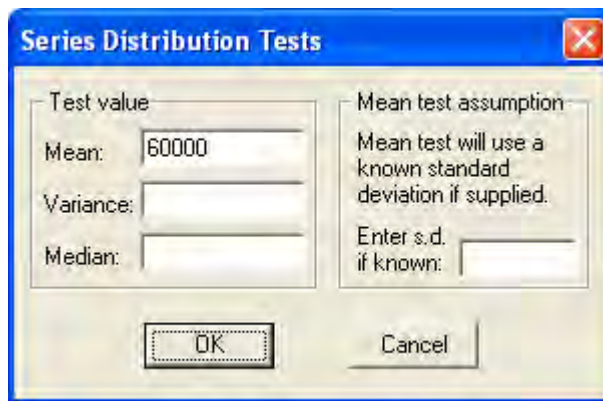 Series Distribution Tests
Test value
Mean: 60000
Variance:
Median:
Mean test assumption
Mean test will use a
known standard
deviation if supplied.
Enter s.d.
if known:
OK
Cancel